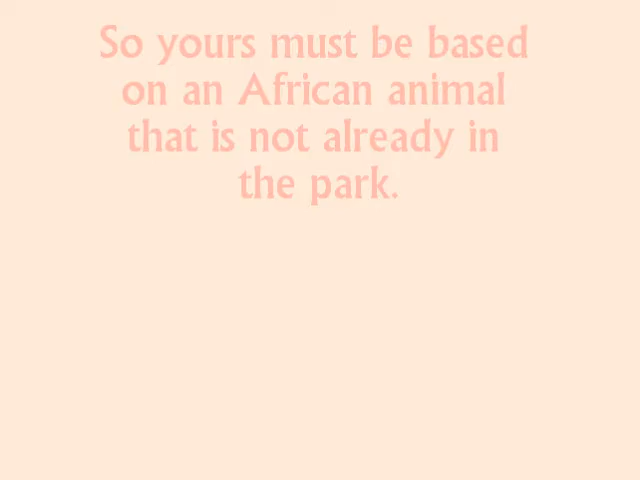 So yours must be based
on an African animal
that is not already in
the park.